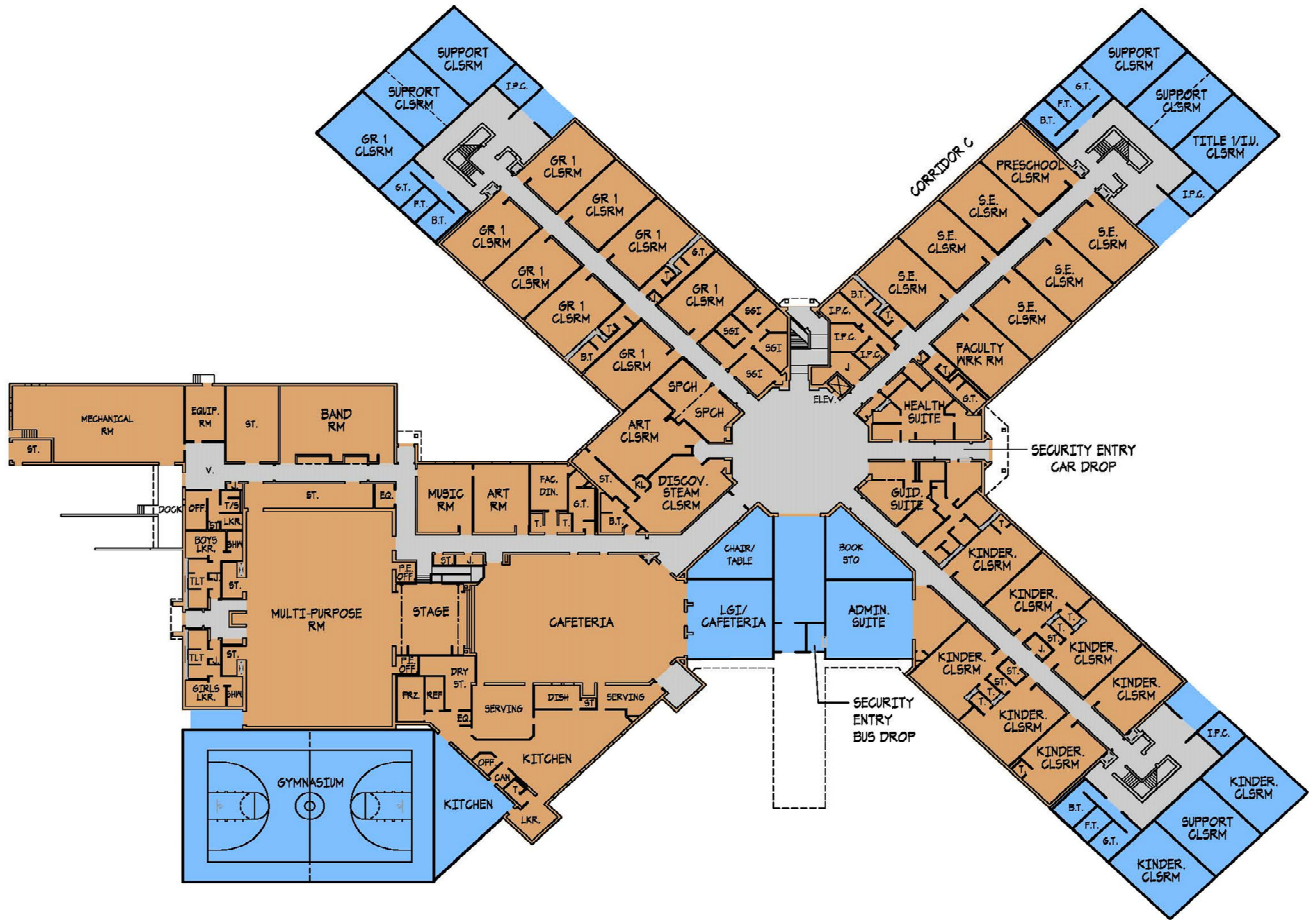 SUPPORT
CLSRM
SUPPORT
CLSRM
I.P.C.
GR 1
CLSRM
G.T.
F.T.
B.T.
GR 1
CLSRM
GR 1
CLSRM
GR 1
CLSRM
GR 1
CLSRM
G.T.
GR 1
CLSRM
GR 1
CLSRM
GR 1
CLSRM
GR 1
CLSRM
T.
B.T.
SGI
SGI
SGI
SGI
SPCH
SPCH
SUPPORT
CLSRM
SUPPORT
CLSRM
TITLE 1/I.U.
CLSRM
G.T.
F.T.
B.T.
I.P.C.
CORRIDOR C
PRESCHOOL
CLSRM
S.E.
CLSRM
S.E.
CLSRM
S.E.
CLSRM
S.E.
CLSRM
S.E.
CLSRM
S.E.
CLSRM
B.T.
T.
I.P.C.
I.P.C.
I.P.C.
J.
ELEV.
FACULTY
WRK RM
T.
G.T.
HEALTH
SUITE
SECURITY ENTRY
CAR DROP
MECHANICAL
RM
ST.
EQUIP.
RM
ST.
BAND
RM
V.
DOCK
OFF.
J.
T/S
LKR.
ST.
ST.
EQ.
MUSIC
RM
ART
RM
FAC.
DIN.
T.
T.
G.T.
B.T.
ART
CLSRM
ST.
KL.
DISCOV.
STEAM
CLSRM
BOYS
LKR.
SHW
TLT
J.
ST.
MULTI-PURPOSE
RM
P.E.
OFF
STAGE
ST.
J.
CAFETERIA
TLT
J.
ST.
GIRLS
LKR.
SHW
P.E.
OFF
DRY
ST.
FRZ.
REF
EQ
SERVING
DISH
ST
SERVING
KITCHEN
OFF.
CAN
T.
LKR.
KITCHEN
GYMNASIUM
CHAIR/
TABLE
BOOK
STO
LGI/
CAFETERIA
ADMIN.
SUITE
SECURITY
ENTRY
BUS DROP
GUID.
SUITE
T.
KINDER.
CLSRM
KINDER.
CLSRM
T.
T.
ST.
J.
KINDER.
CLSRM
KINDER.
CLSRM
KINDER.
CLSRM
ST.
T.
T.
ST.
KINDER.
CLSRM
KINDER.
CLSRM
T.
I.P.C.
KINDER.
CLSRM
SUPPORT
CLSRM
KINDER.
CLSRM
B.T.
F.T.
G.T.